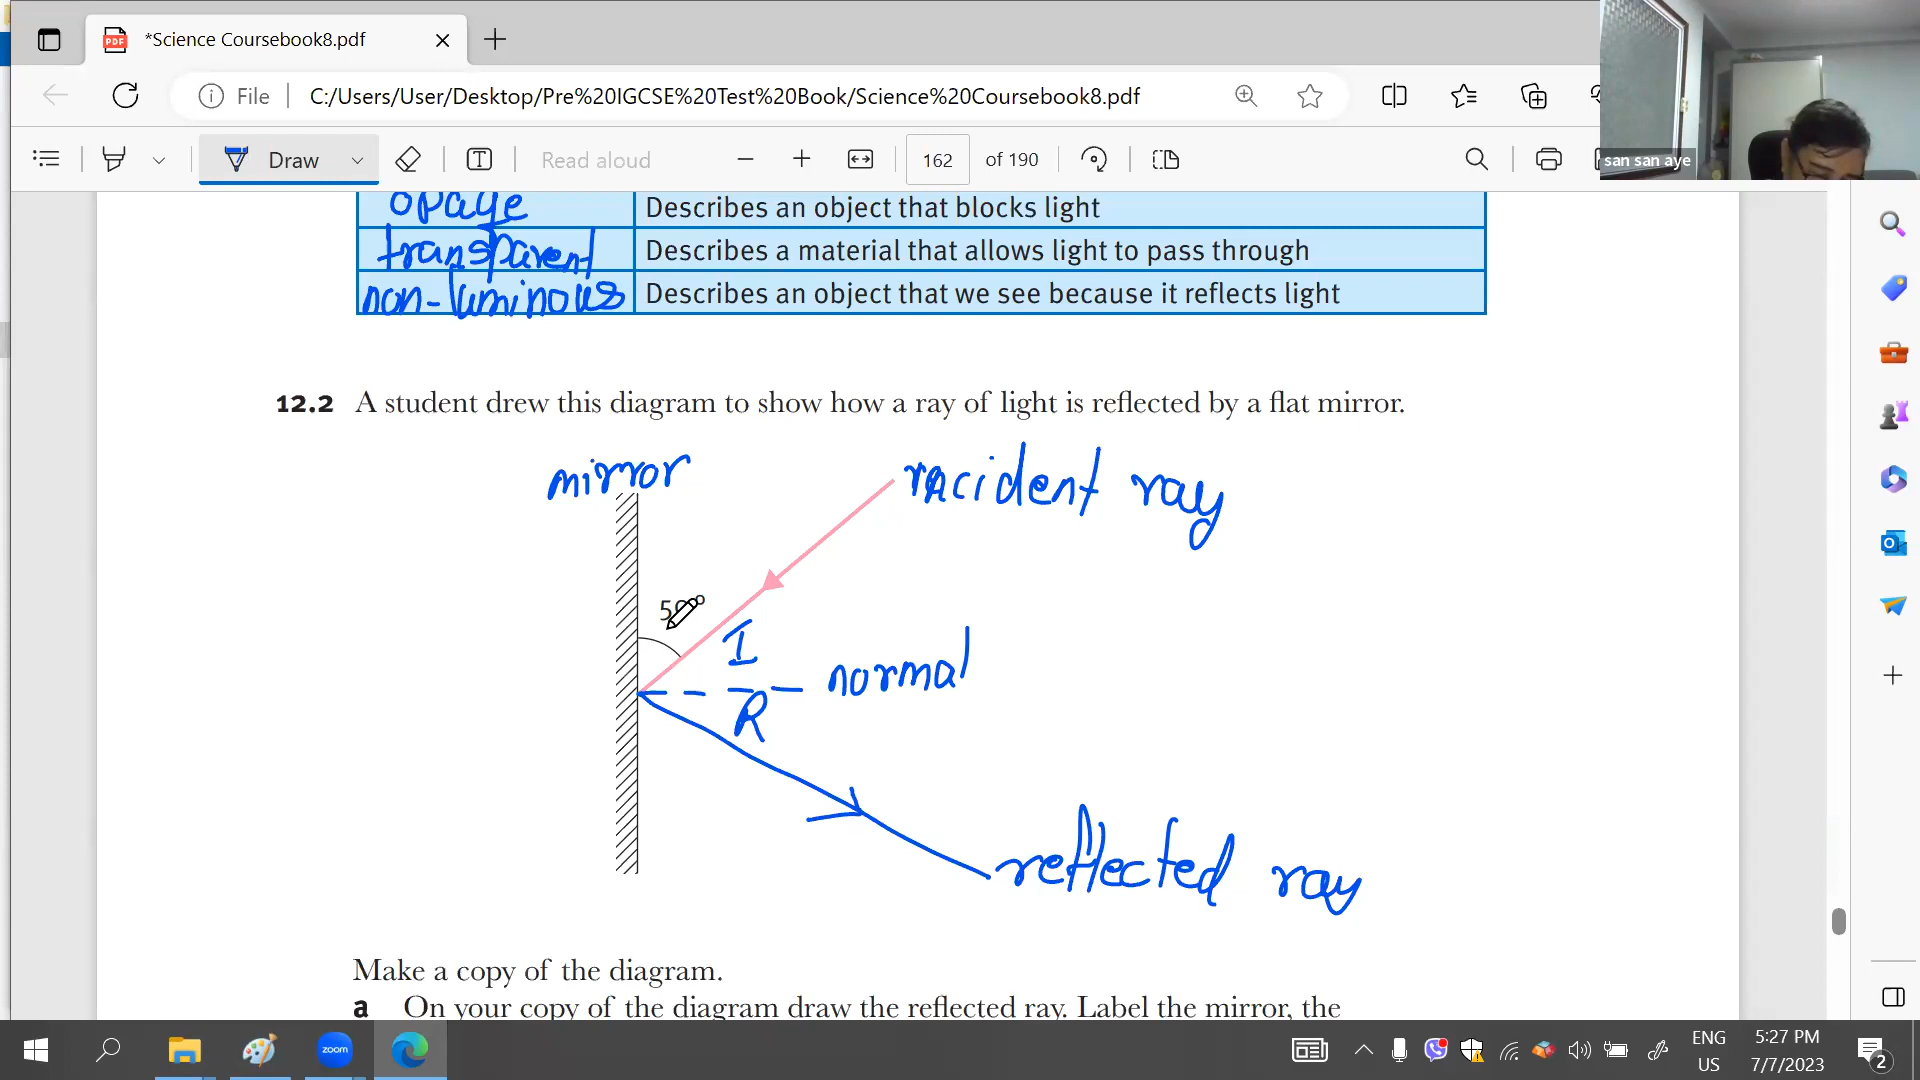 *Science Coursebook8.pdf
File
C:/Users/User/Desktop/Pre%20IGCSE%20Test%20Book/Science%20Coursebook8.pdf
Draw
Read aloud
162 of 190
san san aye
opaqe Describes an object that blocks light
transparent Describes a material that allows light to pass through
non-luminous Describes an object that we see because it reflects light
12.2 A student drew this diagram to show how a ray of light is reflected by a flat mirror.
mirror
ray
I
normal
R
reflected ray
Make a copy of the diagram.
a On your copy of the diagram draw the reflected ray. Label the mirror, the
zoom
ENG
US
5:27 PM
7/7/2023
2